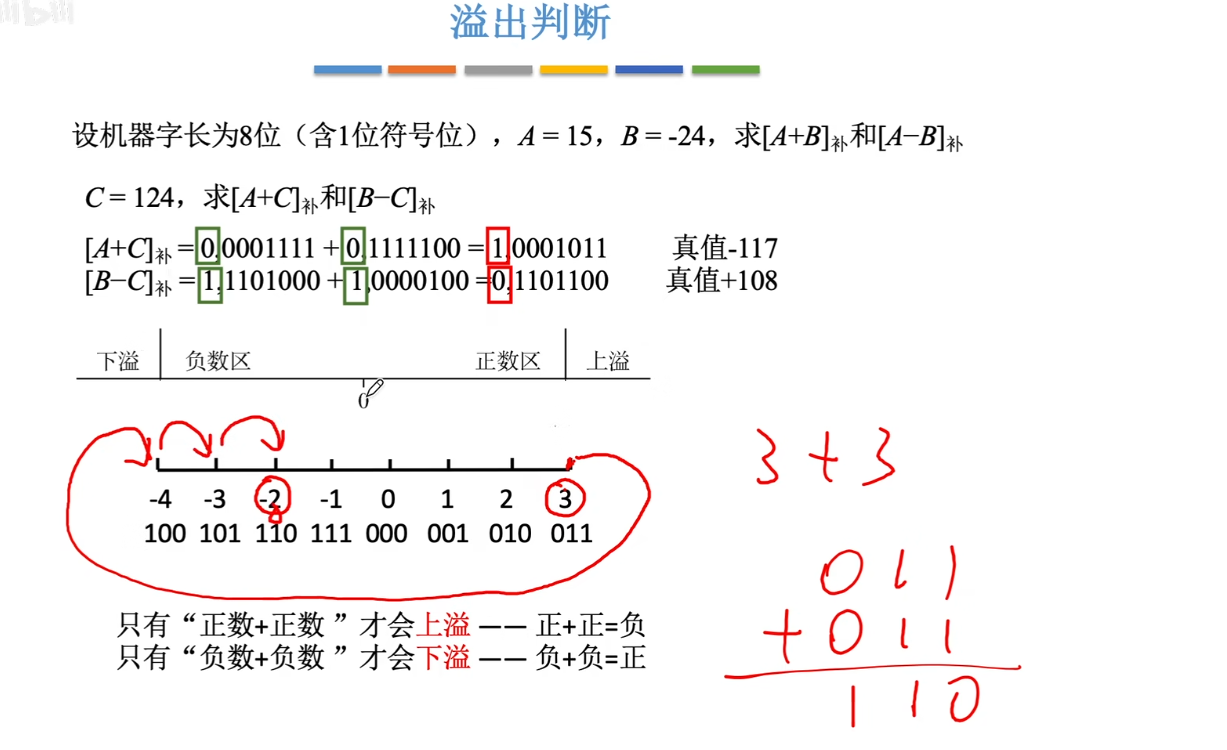 溢出判断
设机器字长为8位（含1位符号位），A = 15，B = -24，求[A+B]补和[A−B]补
C = 124，求[A+C]补和[B−C]补
[A+C]补 = 0,0001111 + 0,1111100 = 1,0001011 真值-117
[B−C]补 = 1,1101000 + 1,0000100 =0,1101100 真值+108
下溢 负数区 正数区 上溢
0
3 + 3
-4 -3 -2 -1 0 1 2 3
100 101 110 111 000 001 010 011
011
+ 011
110
只有“正数+正数 ”才会上溢 —— 正+正=负
只有“负数+负数 ”才会下溢 —— 负+负=正